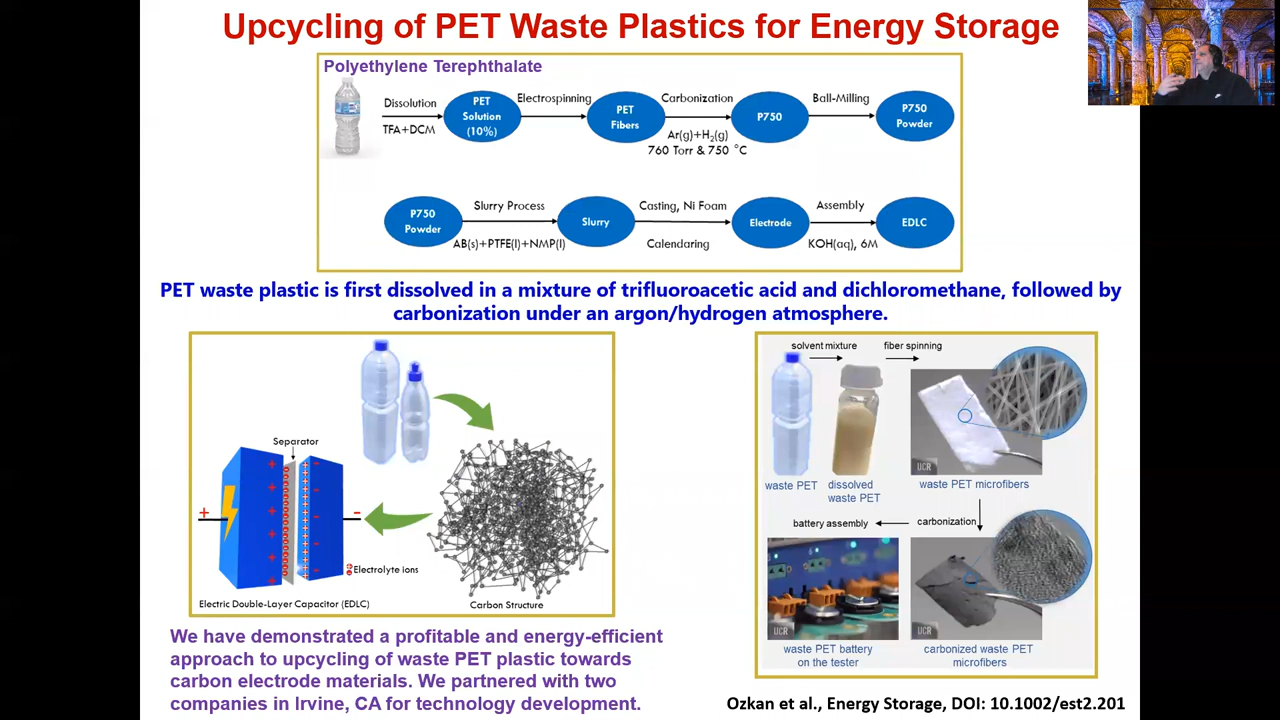 Upcycling of PET Waste Plastics for Energy Storage
Polyethylene Terephthalate
Dissolution
TFA+DCM
PET
Solution
(10%)
Electrospinning
PET
Fibers
Carbonization
Ar(g)+H₂(g)
760 Torr & 750 °C
P750
Ball-Milling
P750
Powder
P750
Powder
Slurry Process
AB(s)+PTFE(l)+NMP(l)
Slurry
Casting, Ni Foam
Calendaring
Electrode
Assembly
KOH(aq), 6M
EDLC
PET waste plastic is first dissolved in a mixture of trifluoroacetic acid and dichloromethane, followed by
carbonization under an argon/hydrogen atmosphere.
Separator
+
-
Electrolyte ions
Electric Double-Layer Capacitor (EDLC)
Carbon Structure
solvent mixture
fiber spinning
UCR
waste PET
dissolved
waste PET
waste PET microfibers
battery assembly
carbonization
UCR
UCR
waste PET battery
on the tester
carbonized waste PET
microfibers
We have demonstrated a profitable and energy-efficient
approach to upcycling of waste PET plastic towards
carbon electrode materials. We partnered with two
companies in Irvine, CA for technology development.
Ozkan et al., Energy Storage, DOI: 10.1002/est2.201